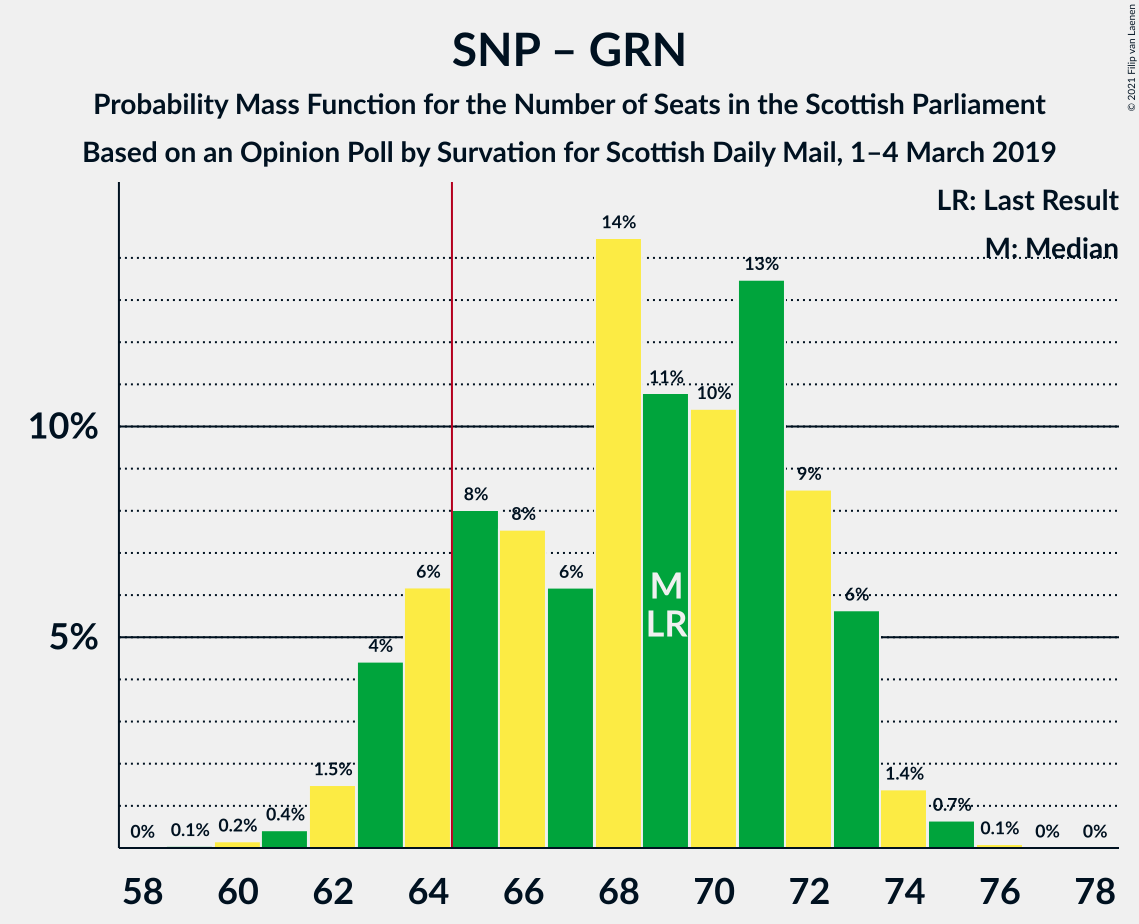 SNP – GRN
Probability Mass Function for the Number of Seats in the Scottish Parliament
Based on an Opinion Poll by Survation for Scottish Daily Mail, 1–4 March 2019
© 2021 Filip van Laenen
LR: Last Result
M: Median
10%
5%
0%
0.1%
0.2%
0.4%
1.5%
4%
6%
8%
8%
6%
14%
11%
10%
13%
9%
6%
1.4%
0.7%
0.1%
0%
0%
M
LR
58 60 62 64 66 68 70 72 74 76 78